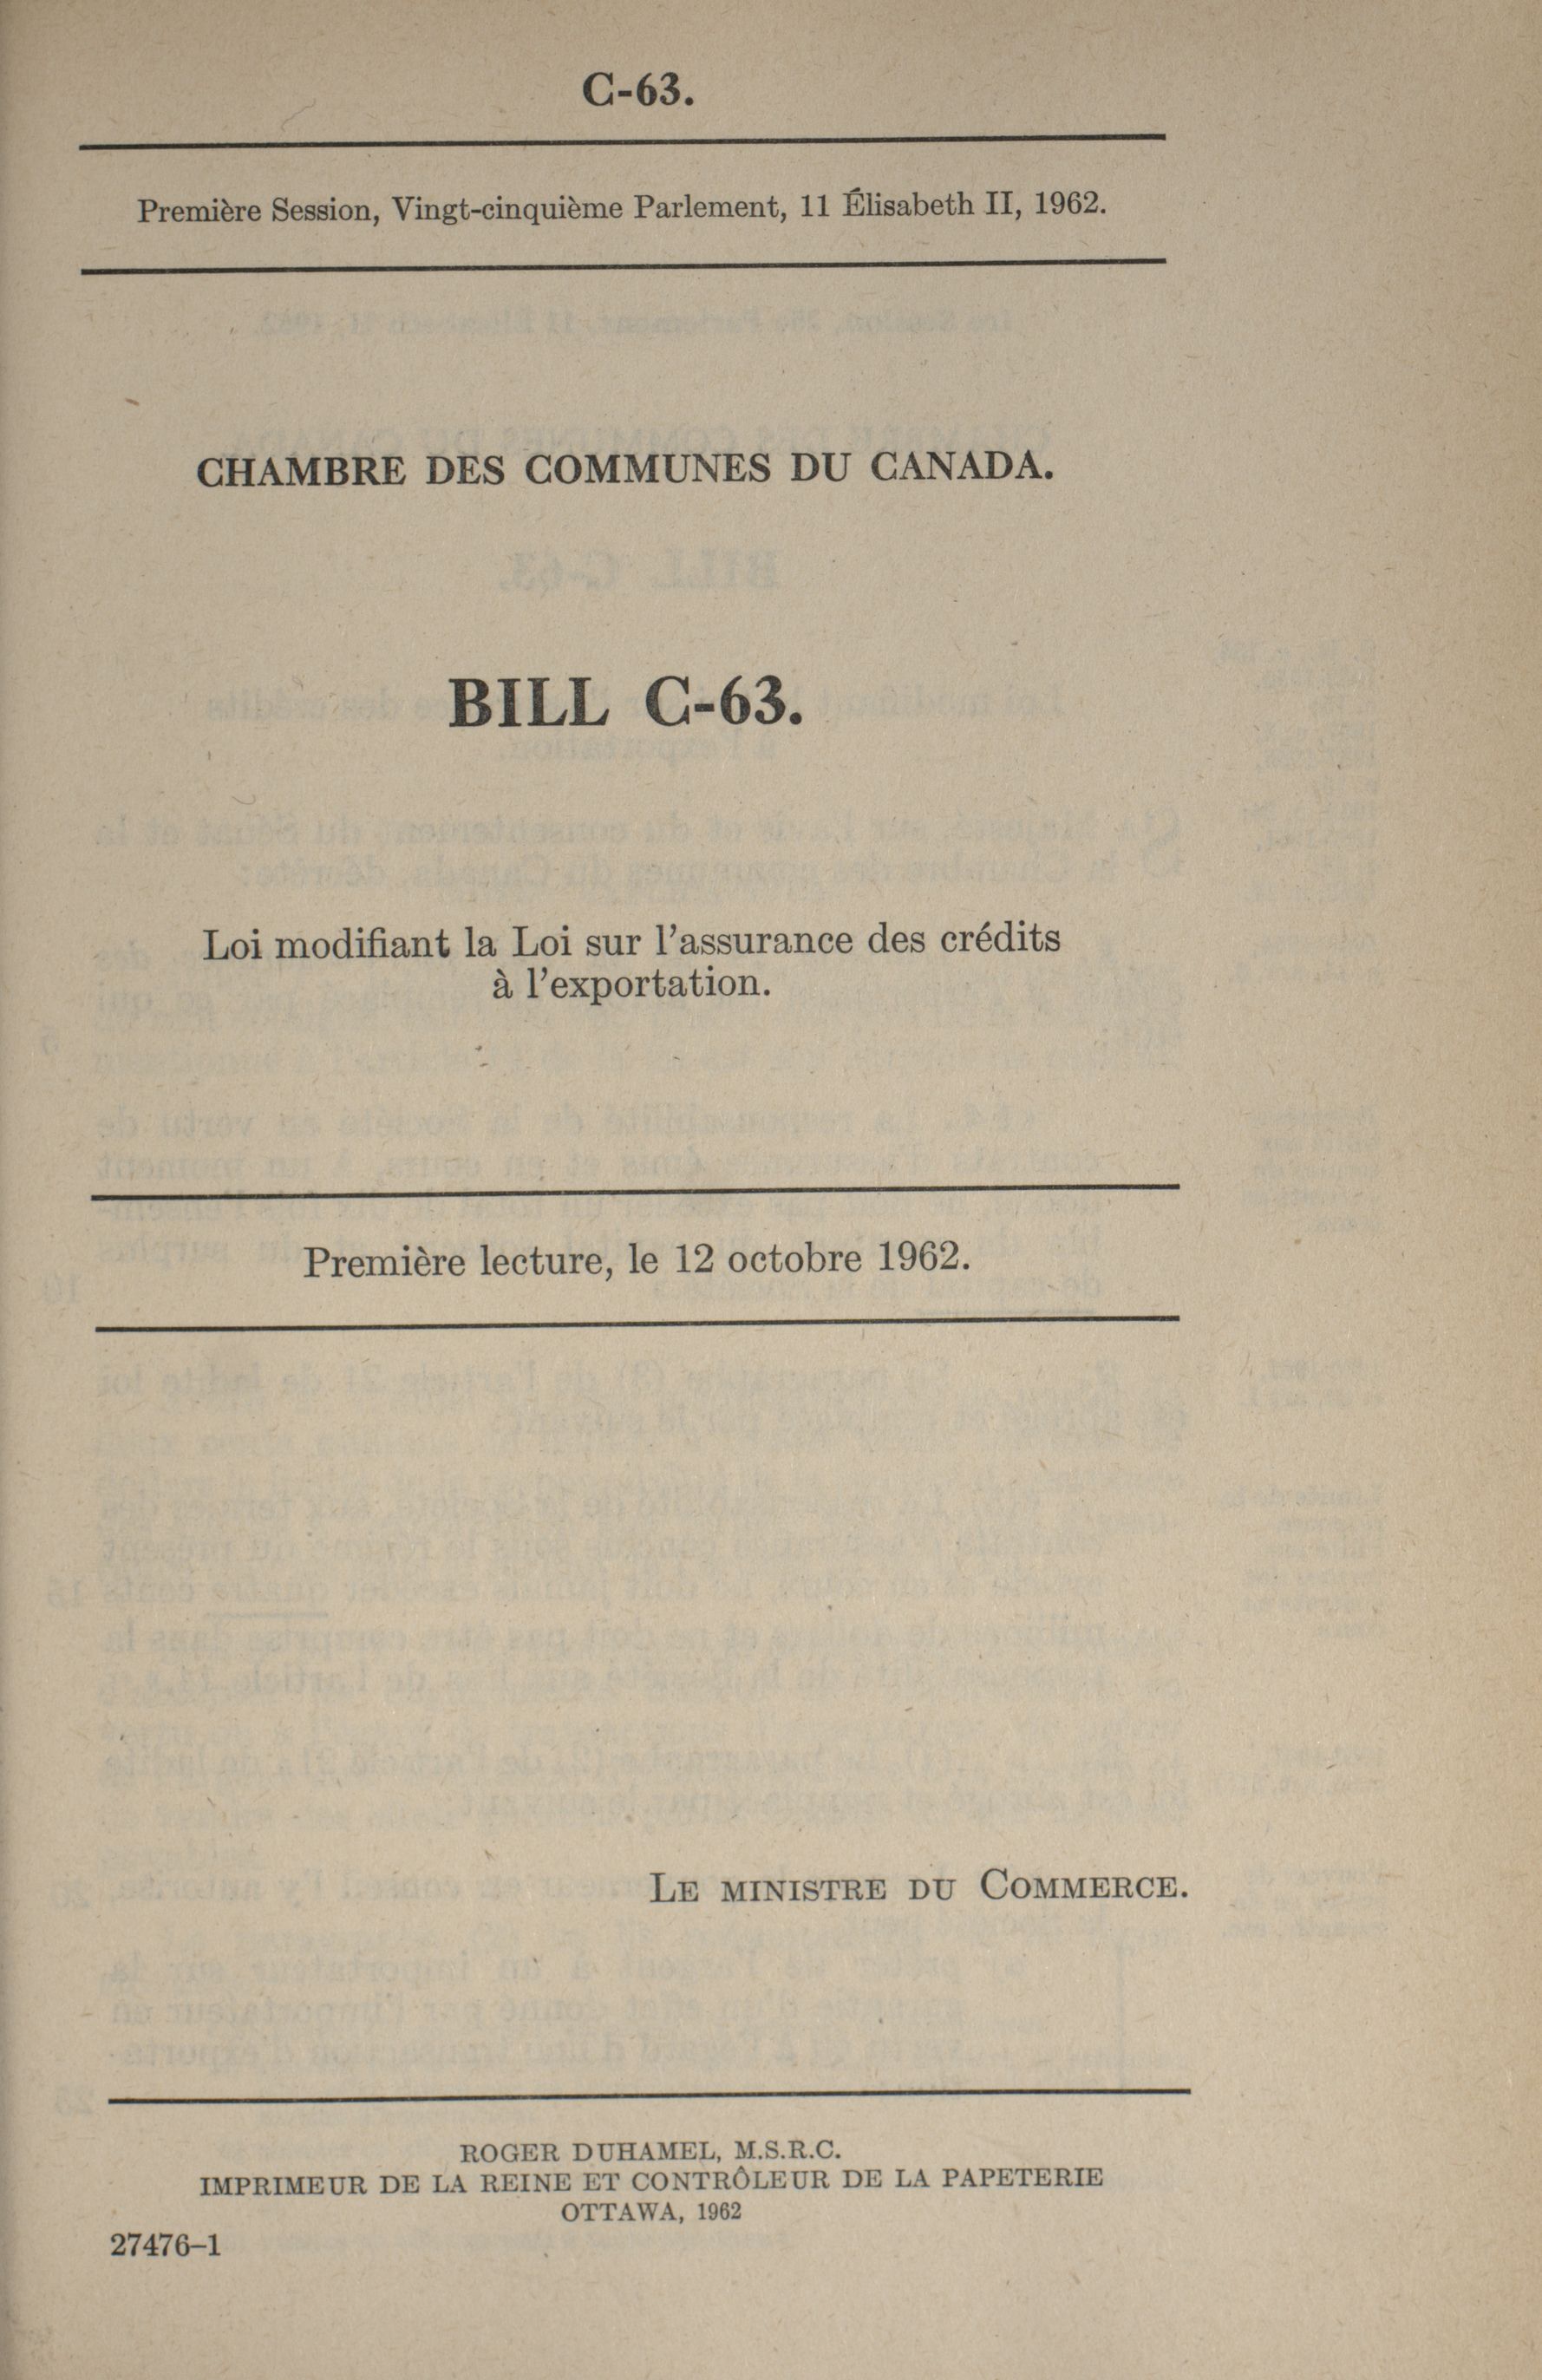 C-63.
Première Session, Vingt-cinquième Parlement, 11 Élisabeth II, 1962.
CHAMBRE DES COMMUNES DU CANADA.
BILL C-63.
Loi modifiant la Loi sur l’assurance des crédits
à l’exportation.
Première lecture, le 12 octobre 1962.
LE MINISTRE DU COMMERCE.
ROGER DUHAMEL, M.S.R.C.
IMPRIMEUR DE LA REINE ET CONTRÔLEUR DE LA PAPETERIE
OTTAWA, 1962
27476–1